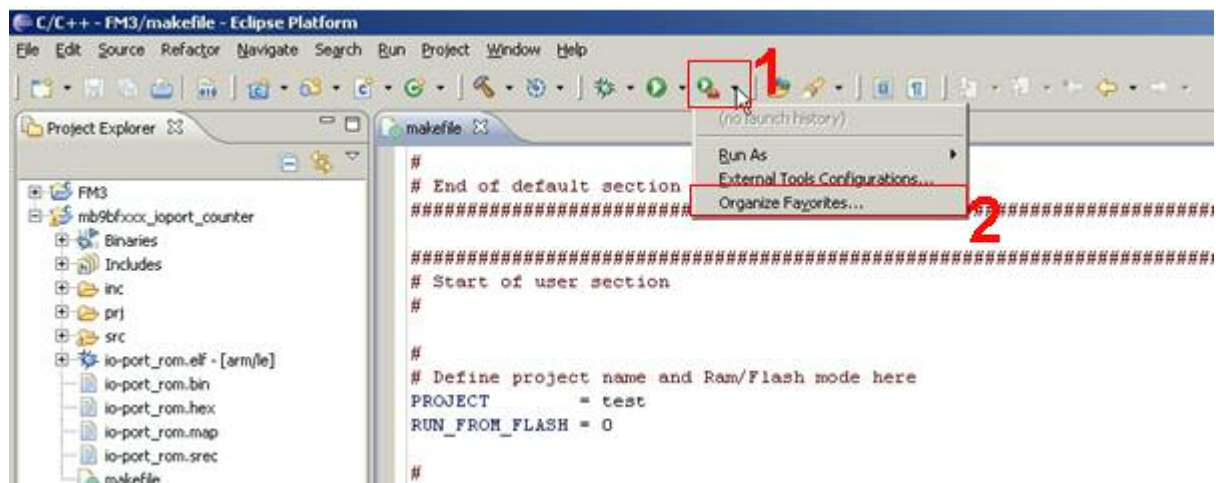 C/C++ - FM3/makefile - Eclipse Platform
File Edit Source Refactor Navigate Search Run Project Window Help
1
Project Explorer
makefile
(no launch history)
Run As
External Tools Configurations...
Organize Favorites...
2
FM3
mb9bfxxx_ioport_counter
Binaries
Includes
inc
prj
src
io-port_rom.elf - [arm/le]
io-port_rom.bin
io-port_rom.hex
io-port_rom.map
io-port_rom.srec
makefile
#
# End of default section
# Start of user section
#
#
# Define project name and Ram/Flash mode here
PROJECT = test
RUN_FROM_FLASH = 0
#